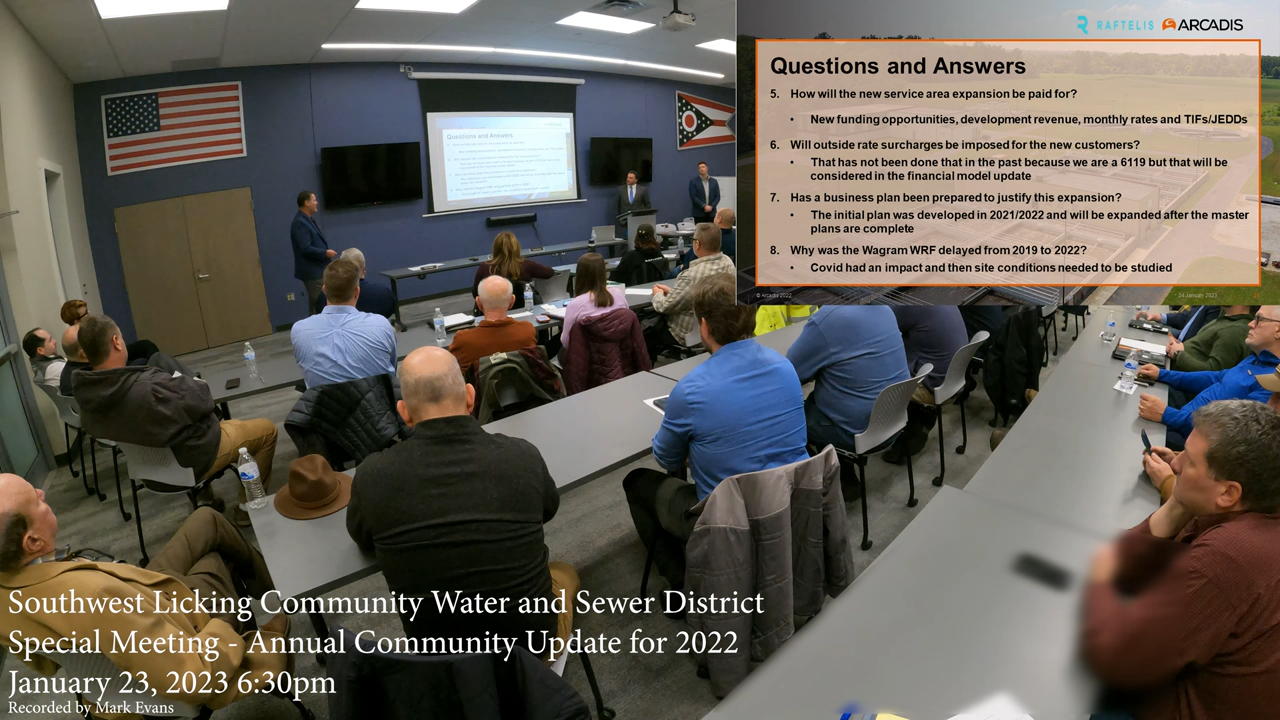 RAFTELIS ARCADIS
Questions and Answers
5. How will the new service area expansion be paid for?
• New funding opportunities, development revenue, monthly rates and TIFs/JEDDs
6. Will outside rate surcharges be imposed for the new customers?
• That has not been done that in the past because we are a 6119 but that will be
considered in the financial model update
7. Has a business plan been prepared to justify this expansion?
• The initial plan was developed in 2021/2022 and will be expanded after the master
plans are complete
8. Why was the Wagram WRF delayed from 2019 to 2022?
• Covid had an impact and then site conditions needed to be studied
© Arcadis 2022
24 January 2023
Questions and Answers
Southwest Licking Community Water and Sewer District
Special Meeting - Annual Community Update for 2022
January 23, 2023 6:30pm
Recorded by Mark Evans